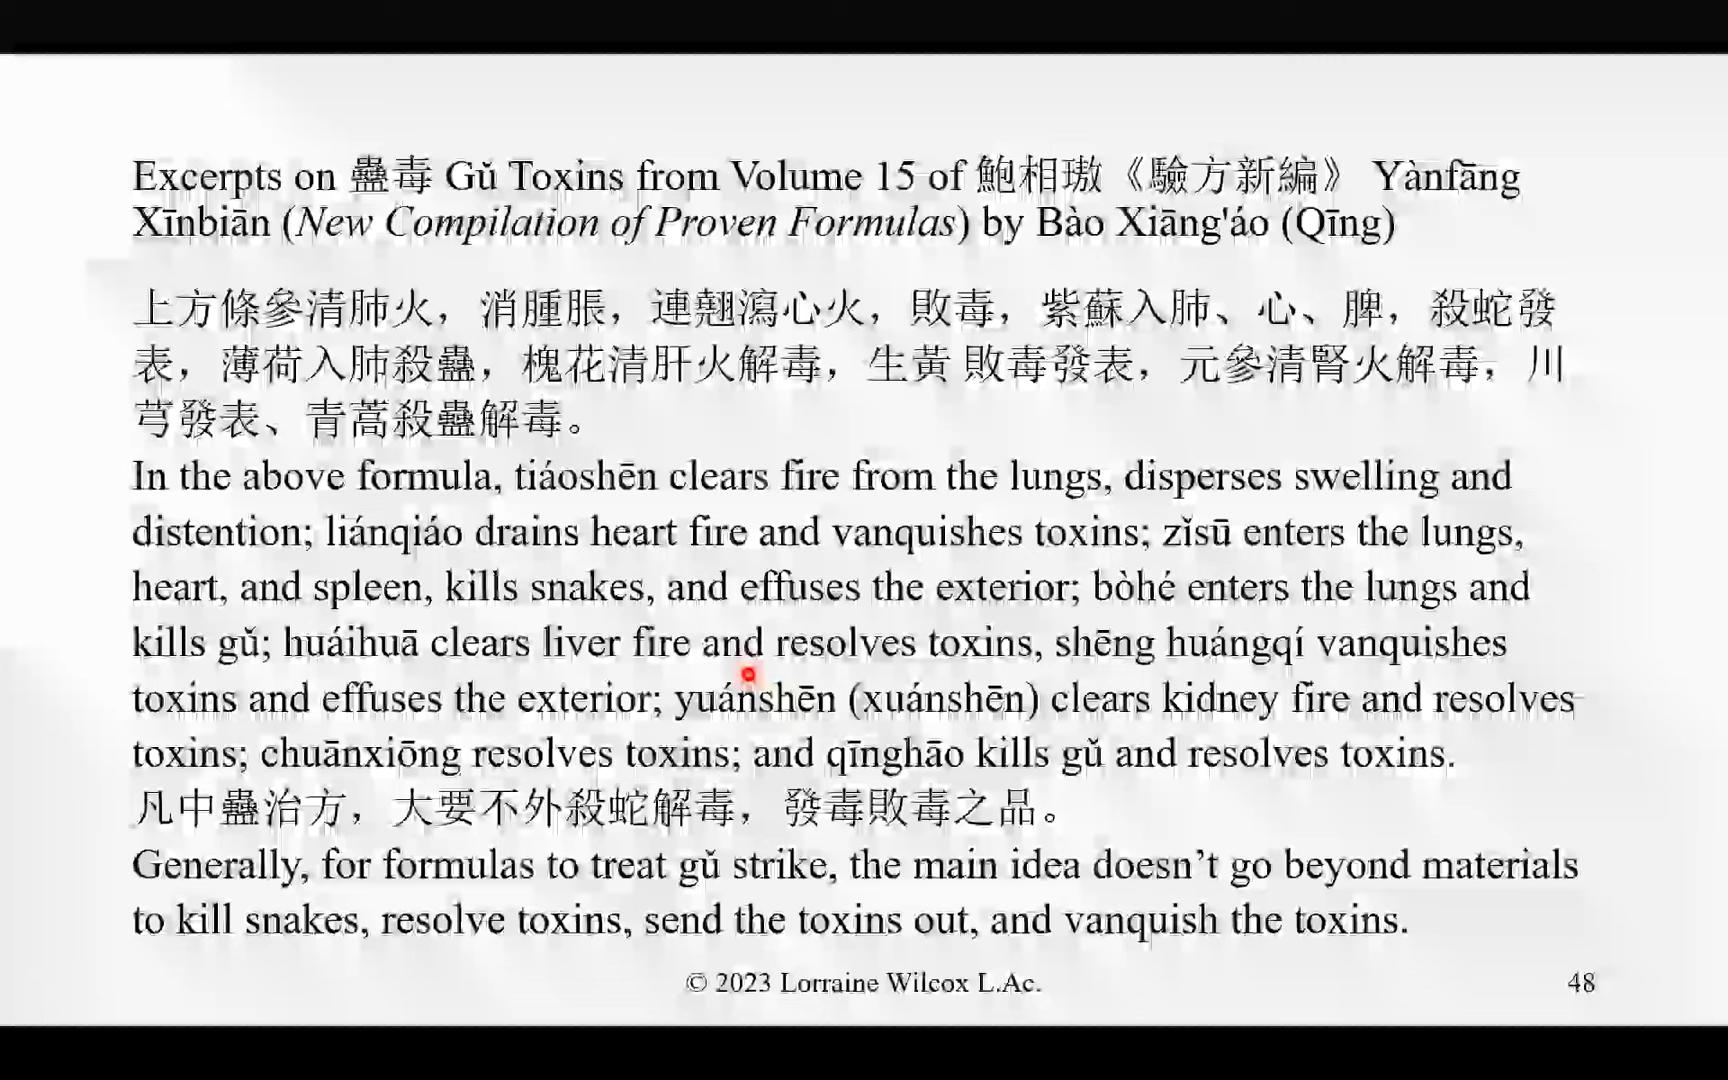 Excerpts on 蠱毒 Gǔ Toxins from Volume 15 of 鮑相璈《驗方新編》 Yànfāng
Xīnbiān (New Compilation of Proven Formulas) by Bào Xiāng'áo (Qīng)
上方條參清肺火，消腫脹，連翹瀉心火，敗毒，紫蘇入肺、心、脾，殺蛇發
表，薄荷入肺殺蠱，槐花清肝火解毒，生黃 敗毒發表，元參清腎火解毒，川
芎發表、青蒿殺蠱解毒。
In the above formula, tiáoshēn clears fire from the lungs, disperses swelling and
distention; liánqiáo drains heart fire and vanquishes toxins; zǐsū enters the lungs,
heart, and spleen, kills snakes, and effuses the exterior; bòhé enters the lungs and
kills gǔ; huáihuā clears liver fire and resolves toxins, shēng huángqí vanquishes
toxins and effuses the exterior; yuánshēn (xuánshēn) clears kidney fire and resolves
toxins; chuānxiōng resolves toxins; and qīnghāo kills gǔ and resolves toxins.
凡中蠱治方，大要不外殺蛇解毒，發毒敗毒之品。
Generally, for formulas to treat gǔ strike, the main idea doesn’t go beyond materials
to kill snakes, resolve toxins, send the toxins out, and vanquish the toxins.
© 2023 Lorraine Wilcox L.Ac.
48